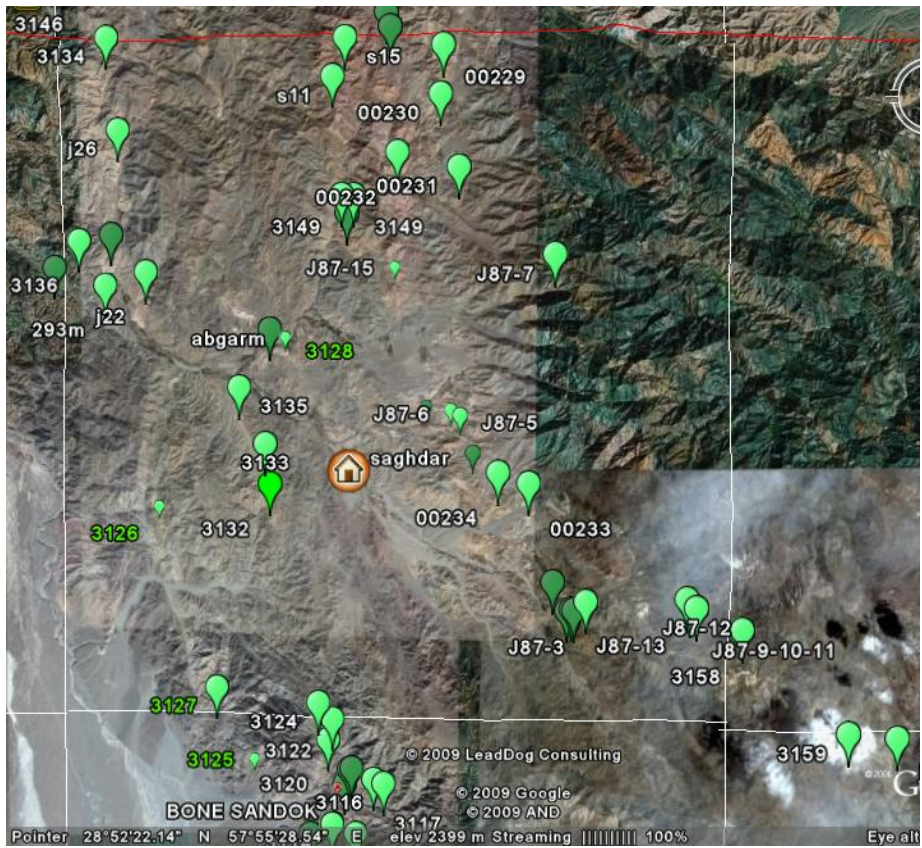 3146
3134
s15
00229
s11
00230
j26
00231
00232
3149
3149
J87-15
J87-7
3136
j22
293m
abgarm
3128
3135
J87-6
J87-5
3133
saghdar
3132
00234
00233
3126
J87-12
J87-3
J87-13
J87-9-10-11
3158
3127
3124
3122
3125
© 2009 LeadDog Consulting
3159
3120
© 2006
G
© 2009 Google
3116
BONE SANDOK
© 2009 AND
3117
Pointer 28°52'22.14" N 57°55'28.54" E elev 2399 m Streaming |||||||||| 100% Eye alt